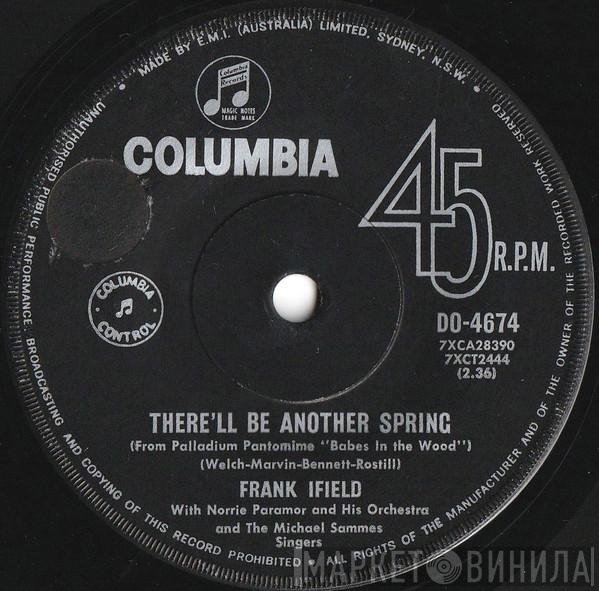 MADE BY E.M.I. (AUSTRALIA) LIMITED, SYDNEY, N.S.W. •
Columbia
Records
MAGIC NOTES
TRADE MARK
COLUMBIA
45
R.P.M.
COLUMBIA
CONTROL
DO-4674
7XCA28390
7XCT2444
(2.36)
THERE'LL BE ANOTHER SPRING
(From Palladium Pantomime "Babes In the Wood")
(Welch-Marvin-Bennett-Rostill)
FRANK IFIELD
With Norrie Paramor and His Orchestra
and The Michael Sammes
Singers
UNAUTHORISED PUBLIC PERFORMANCE, BROADCASTING AND COPYING OF THIS RECORD PROHIBITED • ALL RIGHTS OF THE MANUFACTURER AND OF THE OWNER OF THE RECORDED WORK RESERVED
МАРКЕТ ВИНИЛА